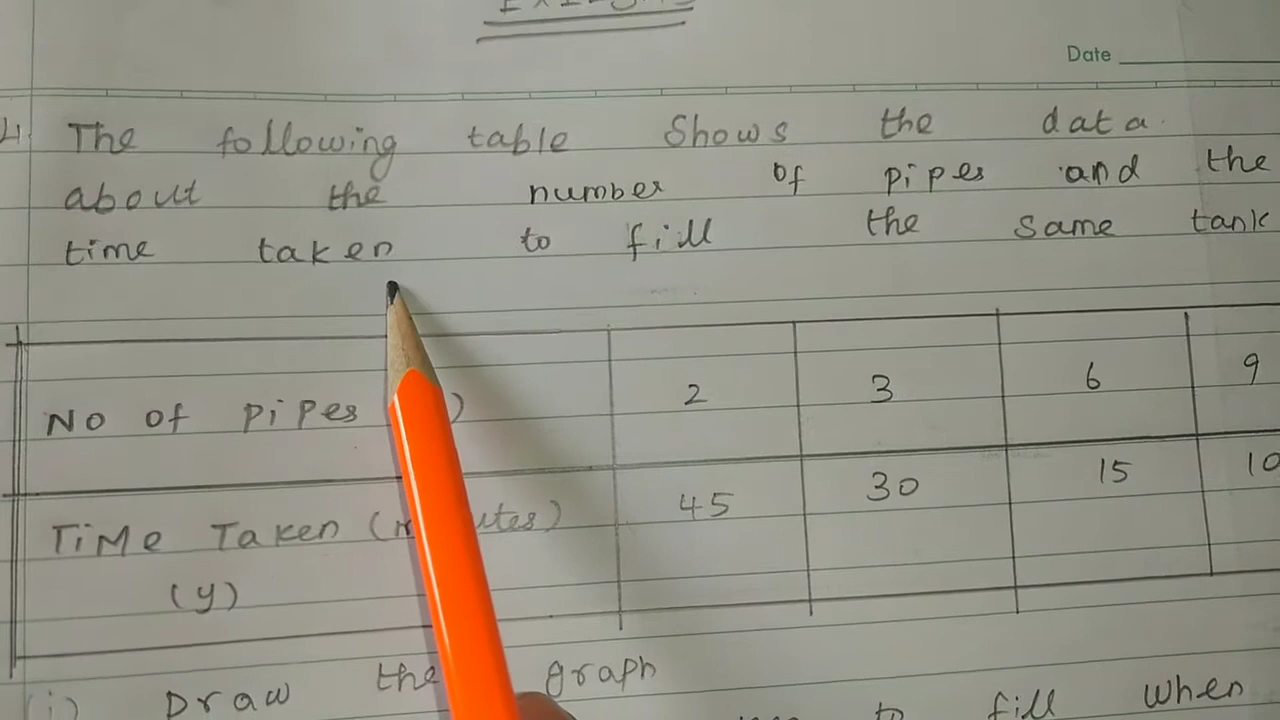 Date
4. The following table Shows the data.
about the number of pipes and the
time taken to fill the same tank
No of pipes )
2 3 6 9
Time Taken (minutes)
45 30 15 10
(y)
(i) Draw the graph
to fill when